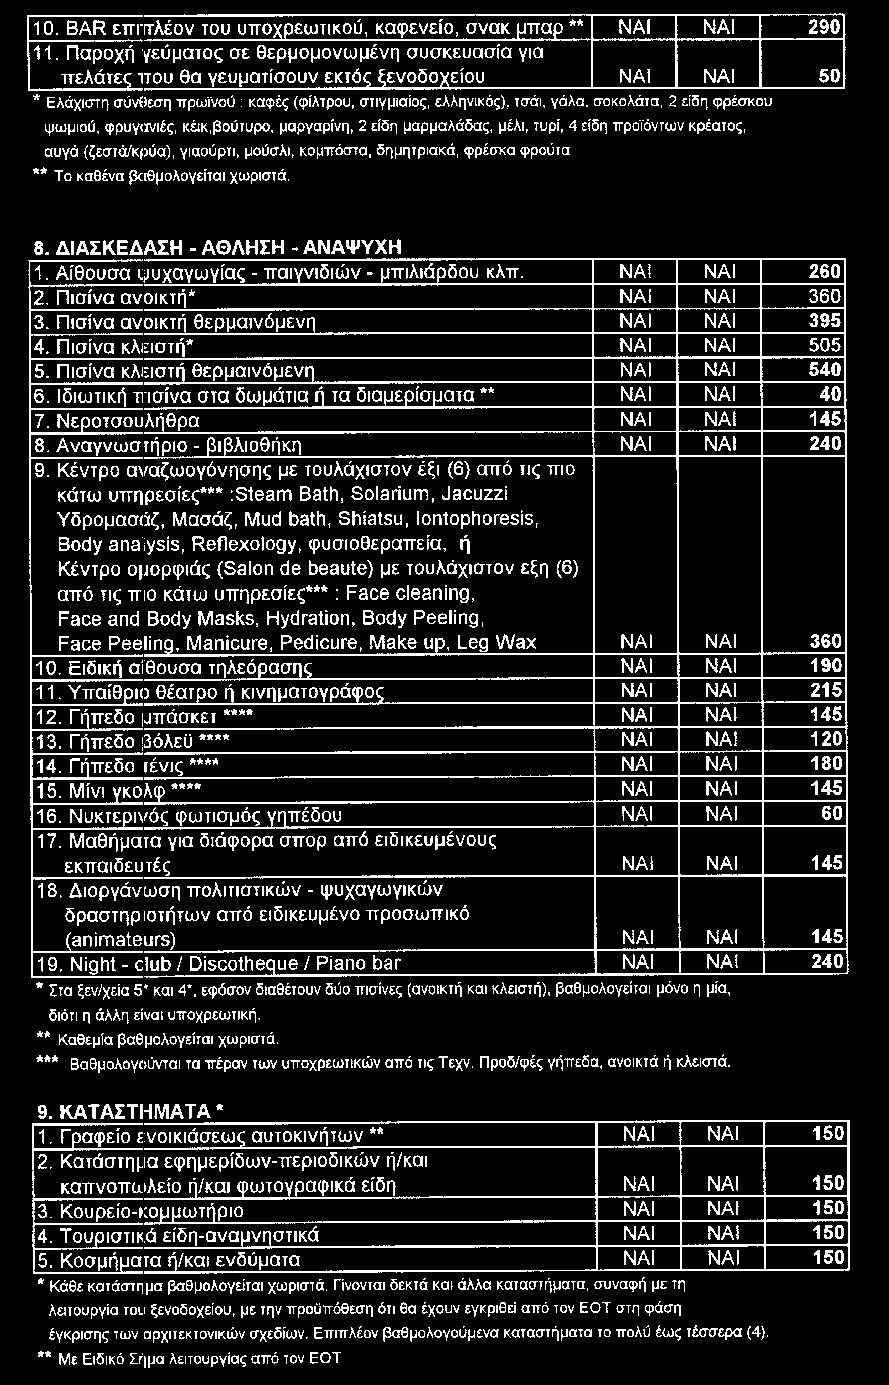 10. BAR επιπλέον του υποχρεωτικού, καφενείο, σνακ μπαρ ** ΝΑΙ ΝΑΙ 290
11. Παροχή γεύματος σε θερμομονωμένη συσκευασία για
πελάτες που θα γευματίσουν εκτός ξενοδοχείου ΝΑΙ ΝΑΙ 50
* Ελάχιστη σύνθεση πρωϊνού : καφές (φίλτρου, στιγμιαίος, ελληνικός), τσάι, γάλα, σοκολάτα, 2 είδη φρέσκου
ψωμιού, φρυγανιές, κέικ,βούτυρο, μαργαρίνη, 2 είδη μαρμαλάδας, μέλι, τυρί, 4 είδη προϊόντων κρέατος,
αυγά (ζεστά/κρύα), γιαούρτι, μούσλι, κομπόστα, δημητριακά, φρέσκα φρούτα
** Το καθένα βαθμολογείται χωριστά.
8. ΔΙΑΣΚΕΔΑΣΗ - ΑΘΛΗΣΗ - ΑΝΑΨΥΧΗ
1. Αίθουσα ψυχαγωγίας - παιγνιδιών - μπιλιάρδου κλπ. ΝΑΙ ΝΑΙ 260
2. Πισίνα ανοικτή* ΝΑΙ ΝΑΙ 360
3. Πισίνα ανοικτή θερμαινόμενη ΝΑΙ ΝΑΙ 395
4. Πισίνα κλειστή* ΝΑΙ ΝΑΙ 505
5. Πισίνα κλειστή θερμαινόμενη ΝΑΙ ΝΑΙ 540
6. Ιδιωτική πισίνα στα δωμάτια ή τα διαμερίσματα ** ΝΑΙ ΝΑΙ 40
7. Νεροτσουλήθρα ΝΑΙ ΝΑΙ 145
8. Αναγνωστήριο - βιβλιοθήκη ΝΑΙ ΝΑΙ 240
9. Κέντρο αναζωογόνησης με τουλάχιστον έξι (6) από τις πιο
κάτω υπηρεσίες*** :Steam Bath, Solarium, Jacuzzi
Υδρομασάζ, Μασάζ, Mud bath, Shiatsu, Iontophoresis,
Body analysis, Reflexology, φυσιοθεραπεία, ή
Κέντρο ομορφιάς (Salon de beaute) με τουλάχιστον εξη (6)
από τις πιο κάτω υπηρεσίες*** : Face cleaning,
Face and Body Masks, Hydration, Body Peeling,
Face Peeling, Manicure, Pedicure, Make up, Leg Wax ΝΑΙ ΝΑΙ 360
10. Ειδική αίθουσα τηλεόρασης ΝΑΙ ΝΑΙ 190
11. Υπαίθριο θέατρο ή κινηματογράφος ΝΑΙ ΝΑΙ 215
12. Γήπεδο μπάσκετ **** ΝΑΙ ΝΑΙ 145
13. Γήπεδο βόλεϋ **** ΝΑΙ ΝΑΙ 120
14. Γήπεδο τένις **** ΝΑΙ ΝΑΙ 180
15. Μίνι γκολφ **** ΝΑΙ ΝΑΙ 145
16. Νυκτερινός φωτισμός γηπέδου ΝΑΙ ΝΑΙ 60
17. Μαθήματα για διάφορα σπορ από ειδικευμένους
εκπαιδευτές ΝΑΙ ΝΑΙ 145
18. Διοργάνωση πολιτιστικών - ψυχαγωγικών
δραστηριοτήτων από ειδικευμένο προσωπικό
(animateurs) ΝΑΙ ΝΑΙ 145
19. Night - club / Discotheque / Piano bar ΝΑΙ ΝΑΙ 240
* Στα ξεν/χεία 5* και 4*, εφόσον διαθέτουν δύο πισίνες (ανοικτή και κλειστή), βαθμολογείται μόνο η μία,
διότι η άλλη είναι υποχρεωτική.
** Καθεμία βαθμολογείται χωριστά.
*** Βαθμολογούνται τα πέραν των υποχρεωτικών από τις Τεχν. Προδ/φές γήπεδα, ανοικτά ή κλειστά.
9. ΚΑΤΑΣΤΗΜΑΤΑ *
1. Γραφείο ενοικιάσεως αυτοκινήτων ** ΝΑΙ ΝΑΙ 150
2. Κατάστημα εφημερίδων-περιοδικών ή/και
καπνοπωλείο ή/και φωτογραφικά είδη ΝΑΙ ΝΑΙ 150
3. Κουρείο-κομμωτήριο ΝΑΙ ΝΑΙ 150
4. Τουριστικά είδη-αναμνηστικά ΝΑΙ ΝΑΙ 150
5. Κοσμήματα ή/και ενδύματα ΝΑΙ ΝΑΙ 150
* Κάθε κατάστημα βαθμολογείται χωριστά. Γίνονται δεκτά και άλλα καταστήματα, συναφή με τη
λειτουργία του ξενοδοχείου, με την προϋπόθεση ότι θα έχουν εγκριθεί από τον ΕΟΤ στη φάση
έγκρισης των αρχιτεκτονικών σχεδίων. Επιπλέον βαθμολογούμενα καταστήματα το πολύ έως τέσσερα (4).
** Με Ειδικό Σήμα λειτουργίας από τον ΕΟΤ